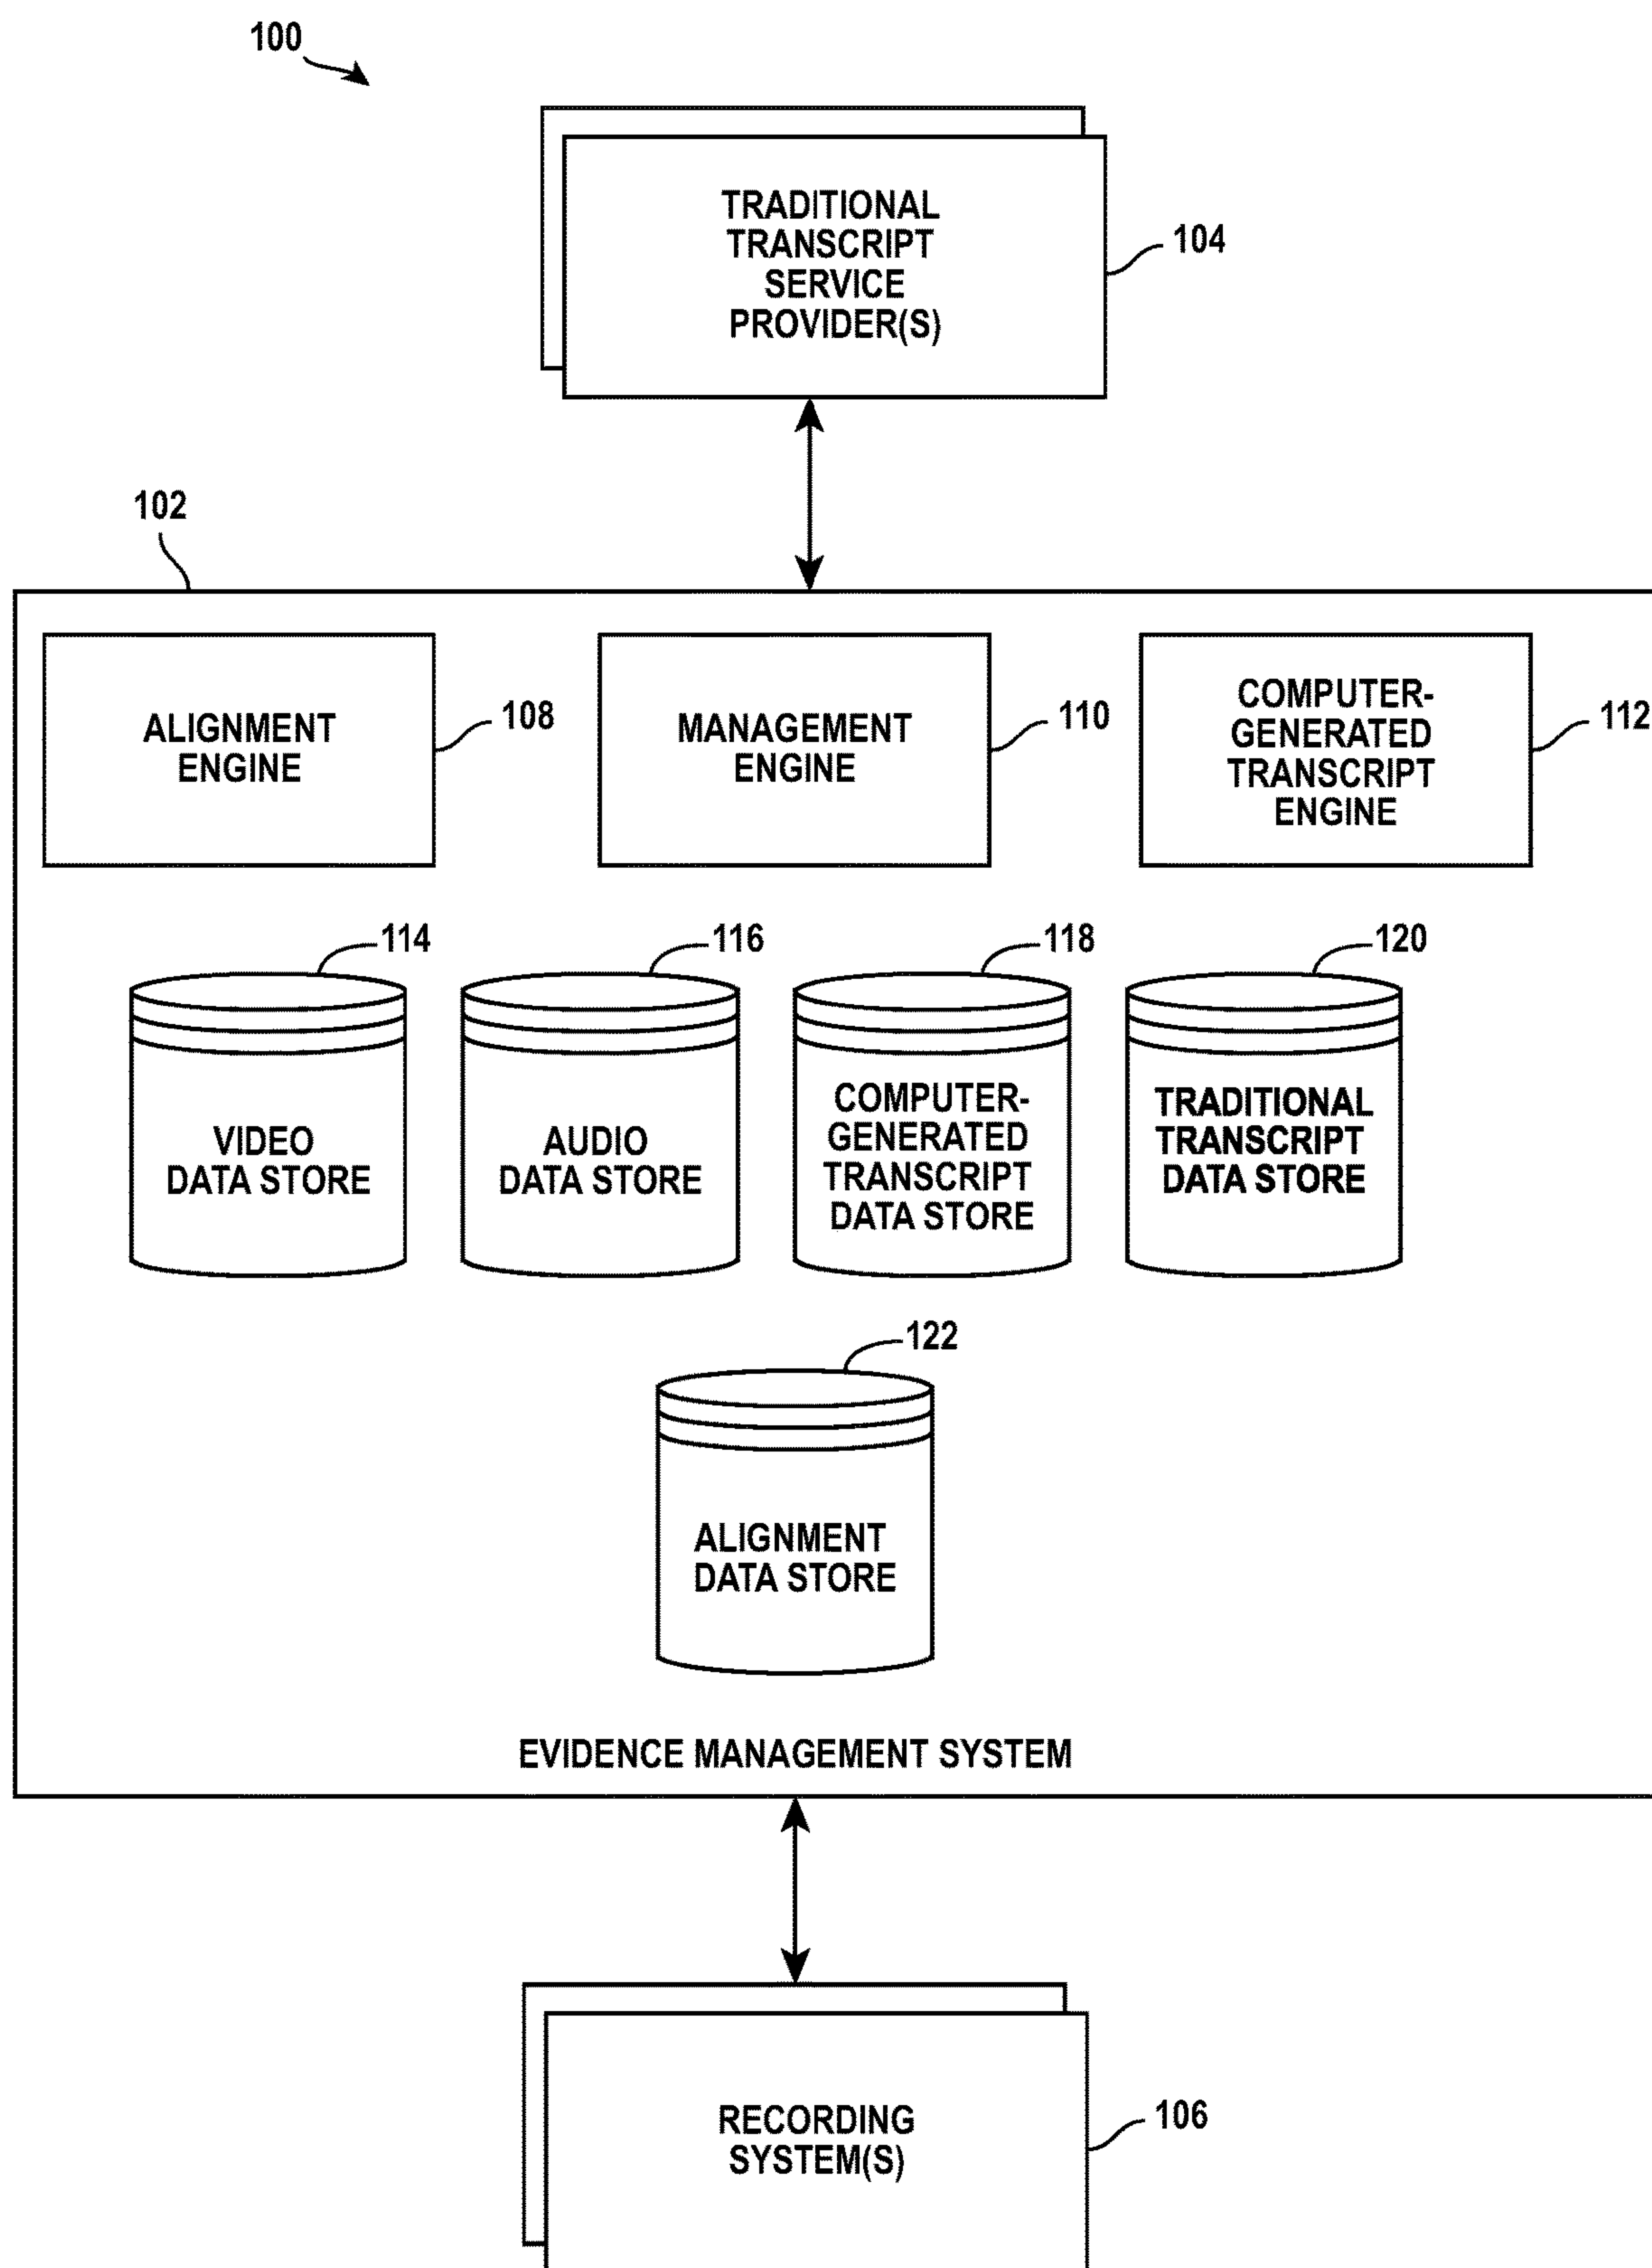 100
TRADITIONAL
TRANSCRIPT
SERVICE
PROVIDER(S)
104
102
ALIGNMENT
ENGINE
108
MANAGEMENT
ENGINE
110
COMPUTER-
GENERATED
TRANSCRIPT
ENGINE
112
114
VIDEO
DATA STORE
116
AUDIO
DATA STORE
118
COMPUTER-
GENERATED
TRANSCRIPT
DATA STORE
120
TRADITIONAL
TRANSCRIPT
DATA STORE
122
ALIGNMENT
DATA STORE
EVIDENCE MANAGEMENT SYSTEM
RECORDING
SYSTEM(S)
106